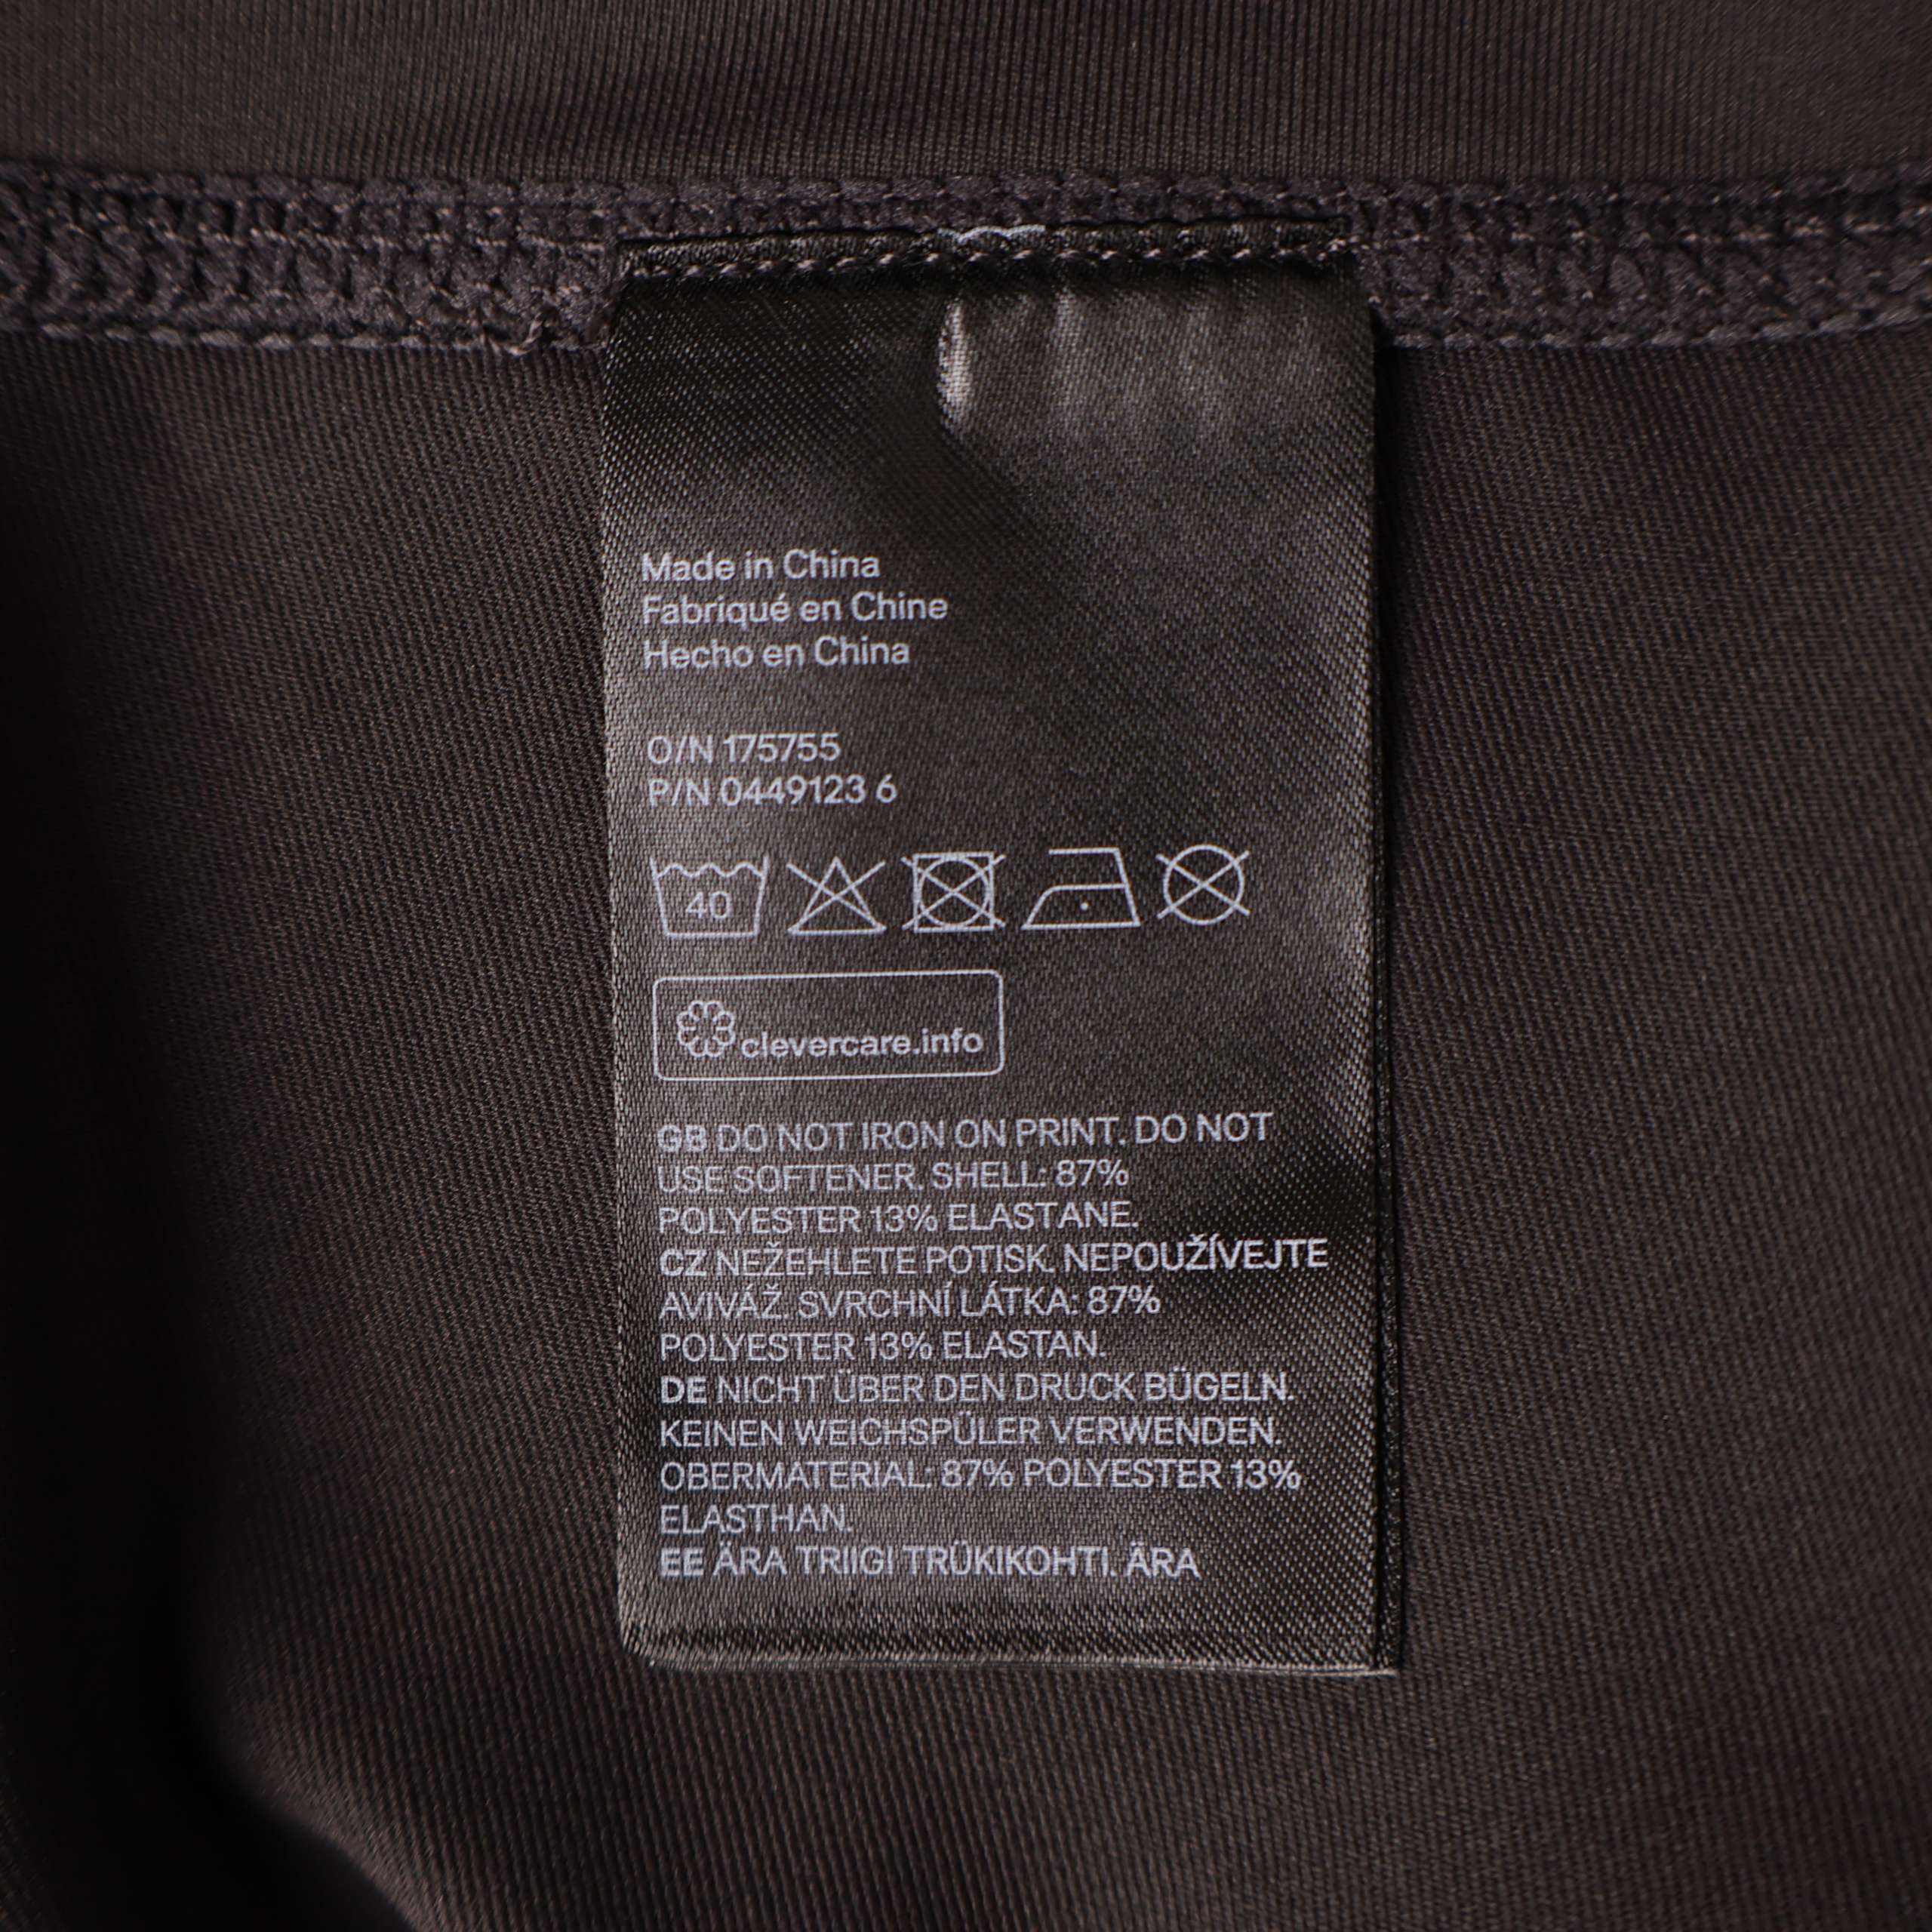 Made in China
Fabriqué en Chine
Hecho en China
O/N 175755
P/N 0449123 6
40
clevercare.info
GB DO NOT IRON ON PRINT. DO NOT
USE SOFTENER. SHELL: 87%
POLYESTER 13% ELASTANE.
CZ NEŽEHLETE POTISK. NEPOUŽÍVEJTE
AVIVÁŽ. SVRCHNÍ LÁTKA: 87%
POLYESTER 13% ELASTAN.
DE NICHT ÜBER DEN DRUCK BÜGELN.
KEINEN WEICHSPÜLER VERWENDEN.
OBERMATERIAL: 87% POLYESTER 13%
ELASTHAN.
EE ÄRA TRIIGI TRÜKIKOHTI. ÄRA